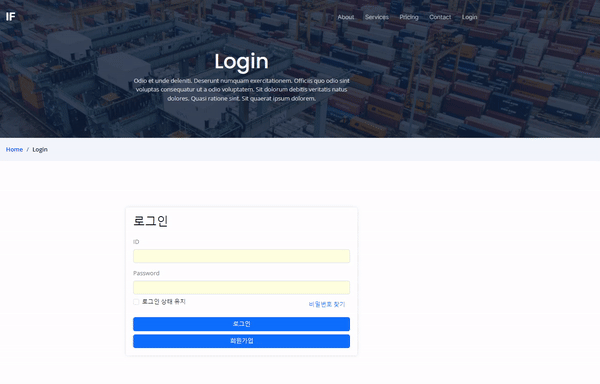 IF
About Services Pricing Contact Login
Login
Odio et unde deleniti. Deserunt numquam exercitationem. Officiis quo odio sint
voluptas consequatur ut a odio voluptatem. Sit dolorum debitis veritatis natus
dolores. Quasi ratione sint. Sit quaerat ipsum dolorem.
Home / Login
로그인
ID
Password
로그인 상태 유지
비밀번호 찾기
로그인
회원가입